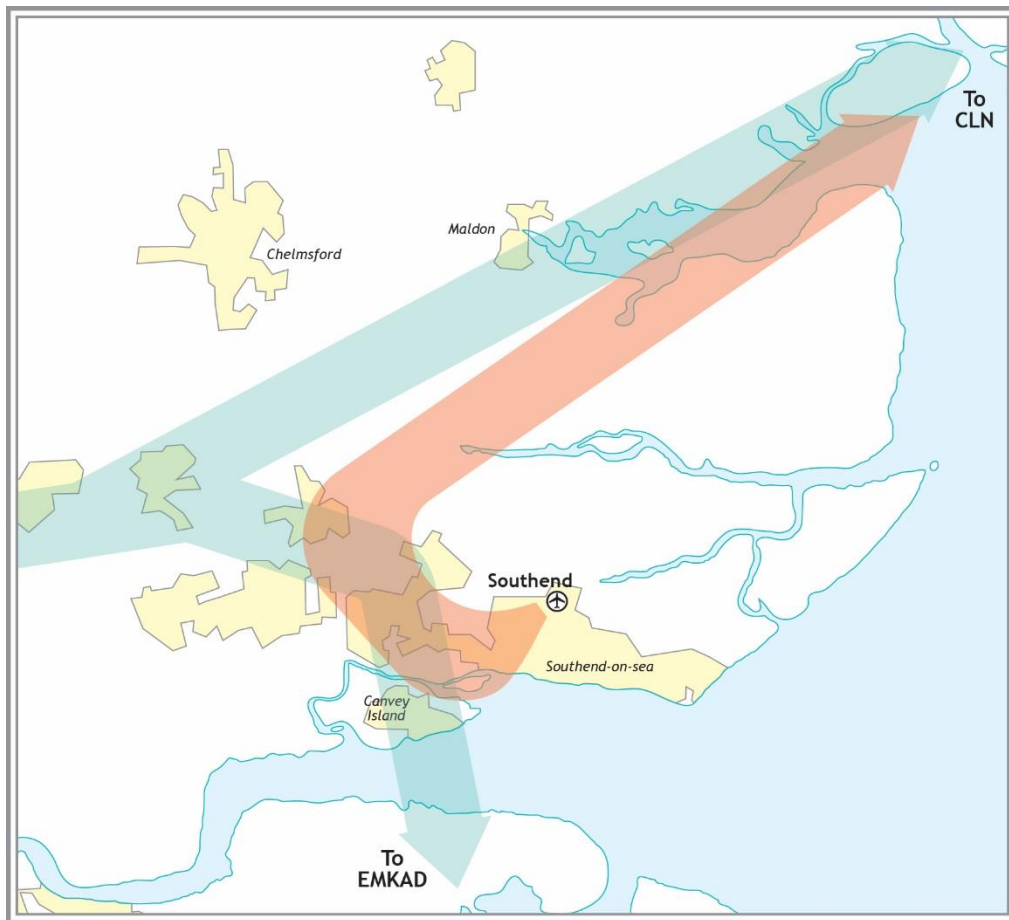 To
CLN
Maldon
Chelmsford
Southend
Southend-on-sea
Canvey
Island
To
EMKAD